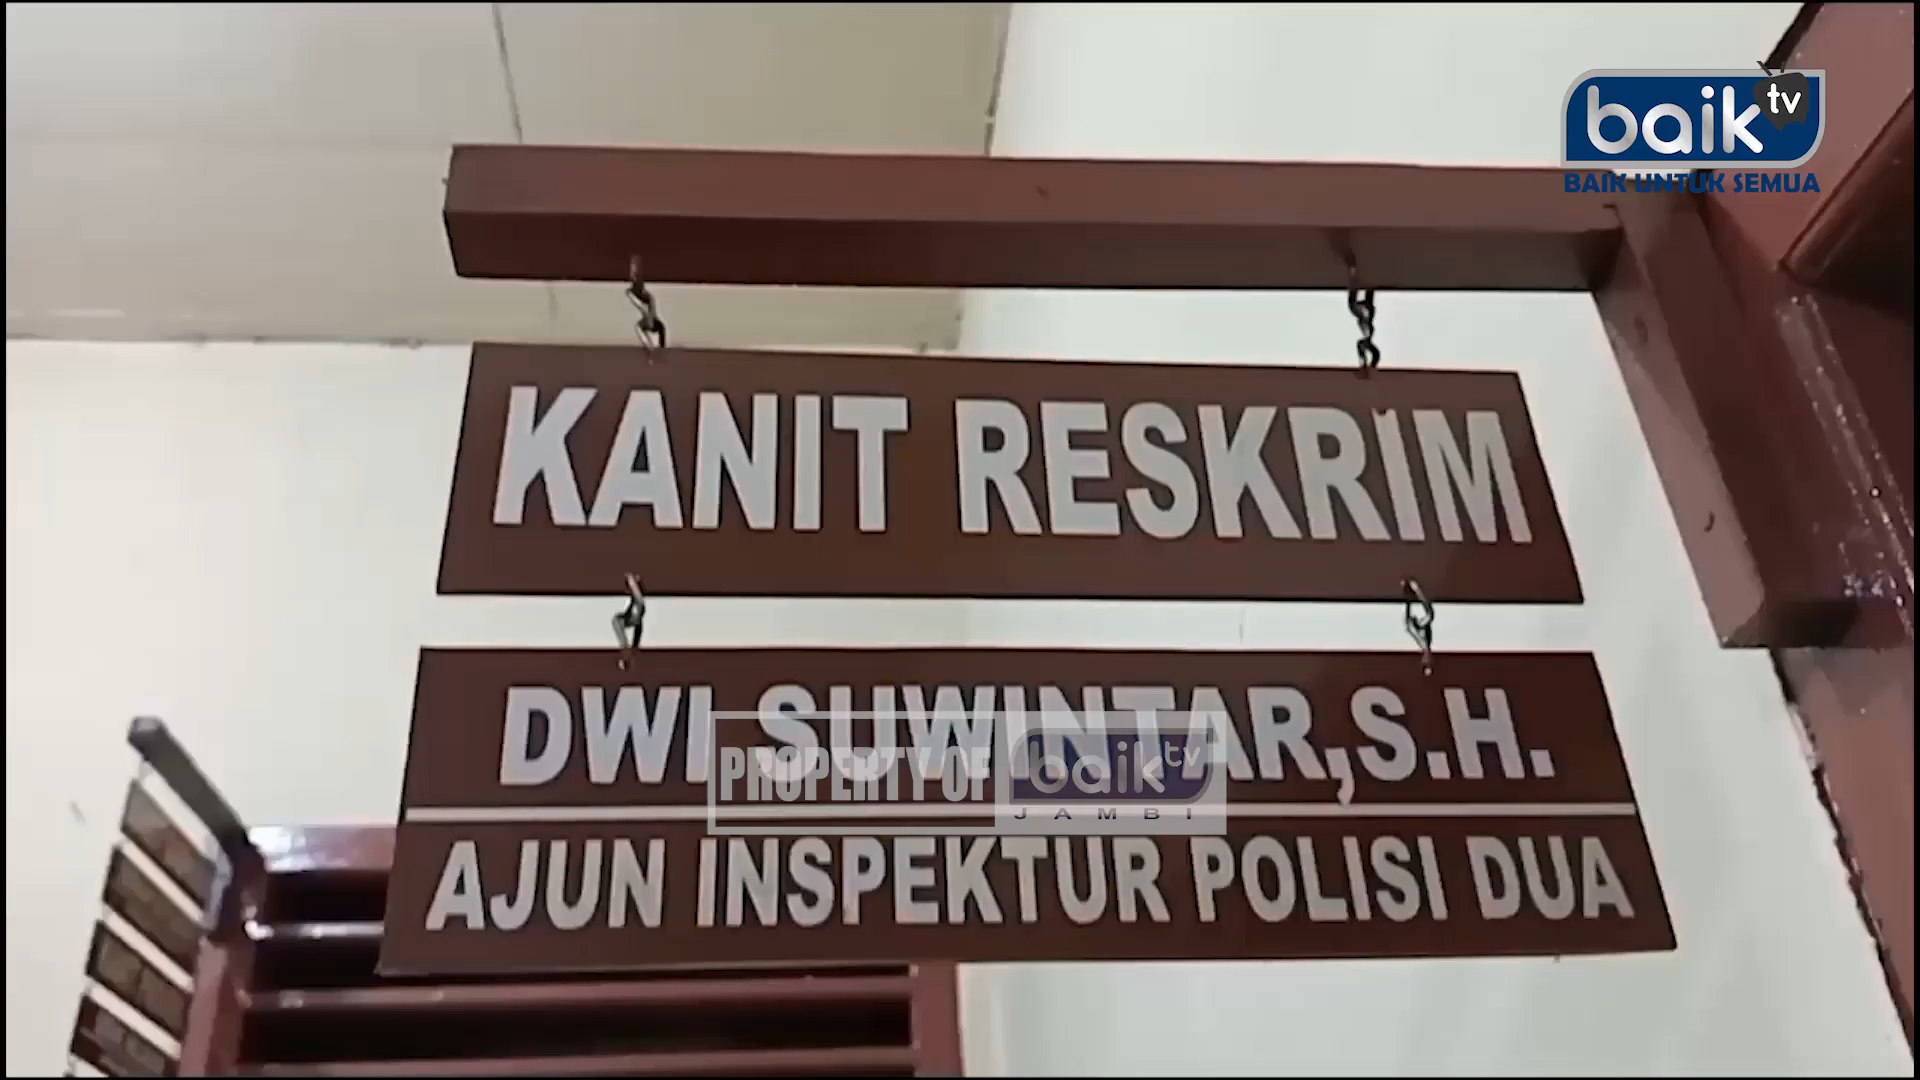 baik tv
BAIK UNTUK SEMUA
KANIT RESKRIM
DWI SUWINTAR,S.H.
PROPERTY OF baik tv
JAMBI
AJUN INSPEKTUR POLISI DUA